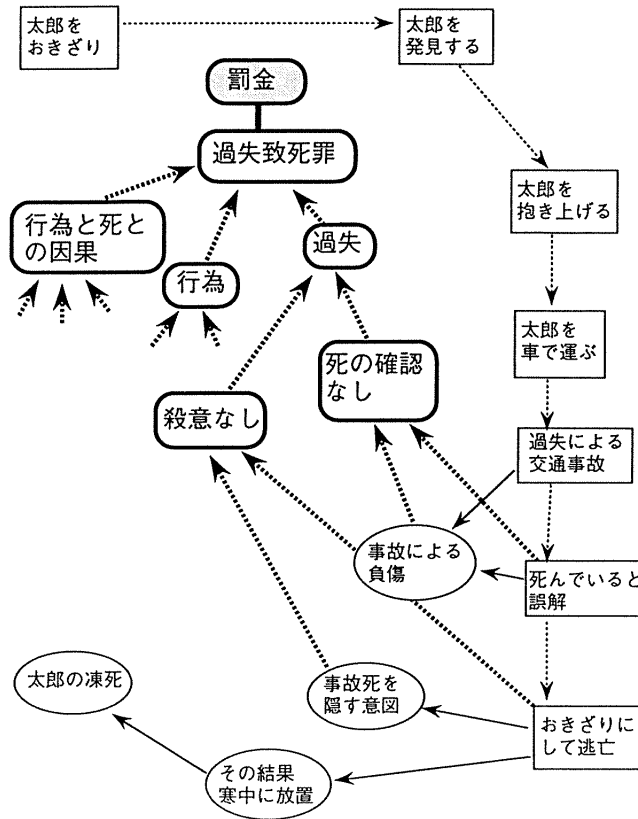 太郎を
おきざり
太郎を
発見する
罰金
過失致死罪
太郎を
抱き上げる
行為と死と
の因果
過失
行為
太郎を
車で運ぶ
死の確認
なし
殺意なし
過失による
交通事故
事故による
負傷
死んでいると
誤解
太郎の凍死
事故死を
隠す意図
おきざりに
して逃亡
その結果
寒中に放置